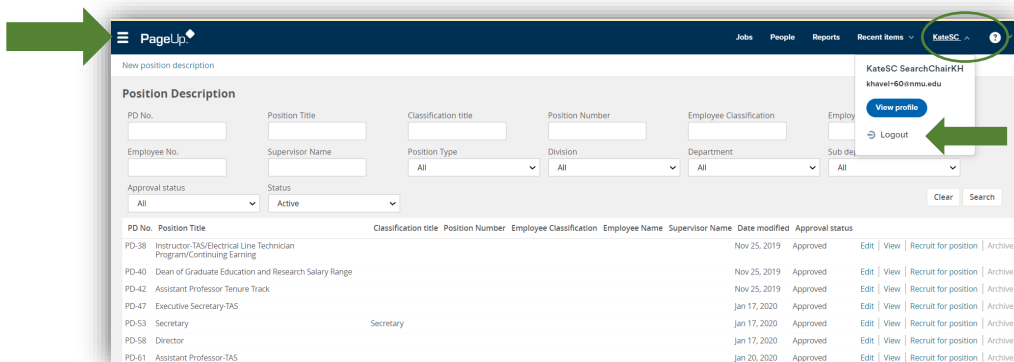 PageUp.
Jobs People Reports Recent items KateSC ?
New position description
KateSC SearchChairKH
khavel+60@nmu.edu
View profile
Logout
Position Description
PD No. Position Title Classification title Position Number Employee Classification Employ
Employee No. Supervisor Name Position Type Division Department Sub dep
All All All All
Approval status Status
All Active Clear Search
PD No. Position Title Classification title Position Number Employee Classification Employee Name Supervisor Name Date modified Approval status
PD-38 Instructor-TAS/Electrical Line Technician Nov 25, 2019 Approved Edit | View | Recruit for position | Archive
Program/Continuing Earning
PD-40 Dean of Graduate Education and Research Salary Range Nov 25, 2019 Approved Edit | View | Recruit for position | Archive
PD-42 Assistant Professor Tenure Track Nov 25, 2019 Approved Edit | View | Recruit for position | Archive
PD-47 Executive Secretary-TAS Jan 17, 2020 Approved Edit | View | Recruit for position | Archive
PD-53 Secretary Secretary Jan 17, 2020 Approved Edit | View | Recruit for position | Archive
PD-58 Director Jan 17, 2020 Approved Edit | View | Recruit for position | Archive
PD-61 Assistant Professor-TAS Jan 20, 2020 Approved Edit | View | Recruit for position | Archive